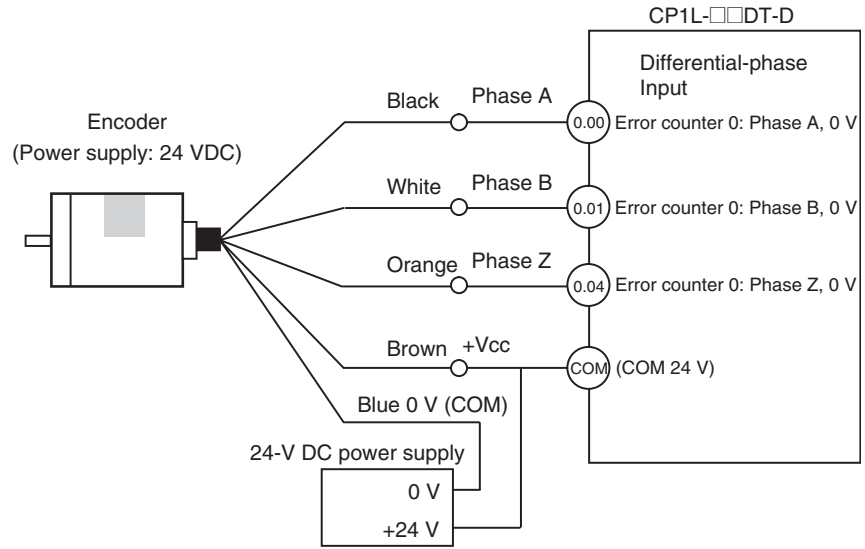 CP1L-□□DT-D
Differential-phase
Input
Encoder
(Power supply: 24 VDC)
Black
Phase A
0.00
Error counter 0: Phase A, 0 V
White
Phase B
0.01
Error counter 0: Phase B, 0 V
Orange
Phase Z
0.04
Error counter 0: Phase Z, 0 V
Brown
+Vcc
COM
(COM 24 V)
Blue 0 V (COM)
24-V DC power supply
0 V
+24 V